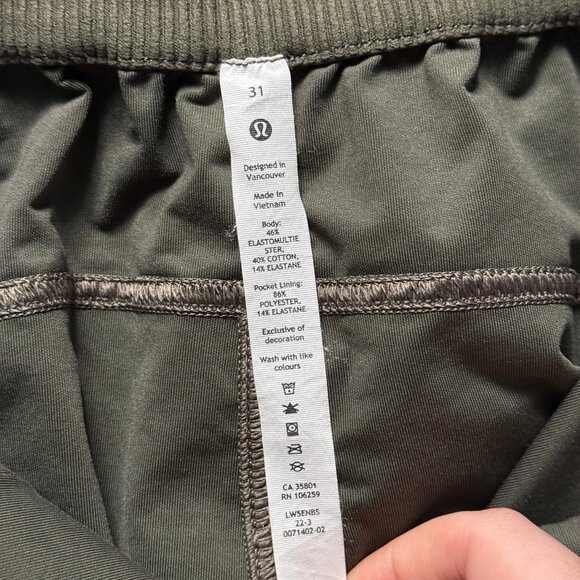 31
Designed in
Vancouver
Made in
Vietnam
Body:
46%
ELASTOMULTIE
STER,
40% COTTON,
14% ELASTANE
Pocket Lining:
86%
POLYESTER,
14% ELASTANE
Exclusive of
decoration
Wash with like
colours
CA 35801
RN 106259
LW5ENBS
22-3
0071402-02